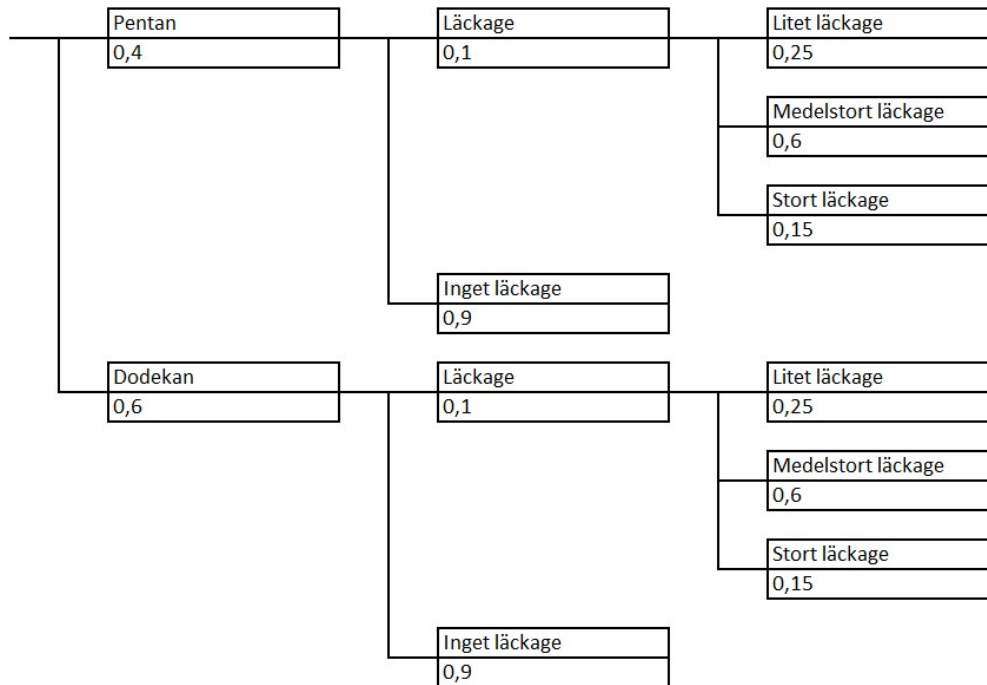 Pentan
0,4
Läckage
0,1
Litet läckage
0,25
Medelstort läckage
0,6
Stort läckage
0,15
Inget läckage
0,9
Dodekan
0,6
Läckage
0,1
Litet läckage
0,25
Medelstort läckage
0,6
Stort läckage
0,15
Inget läckage
0,9